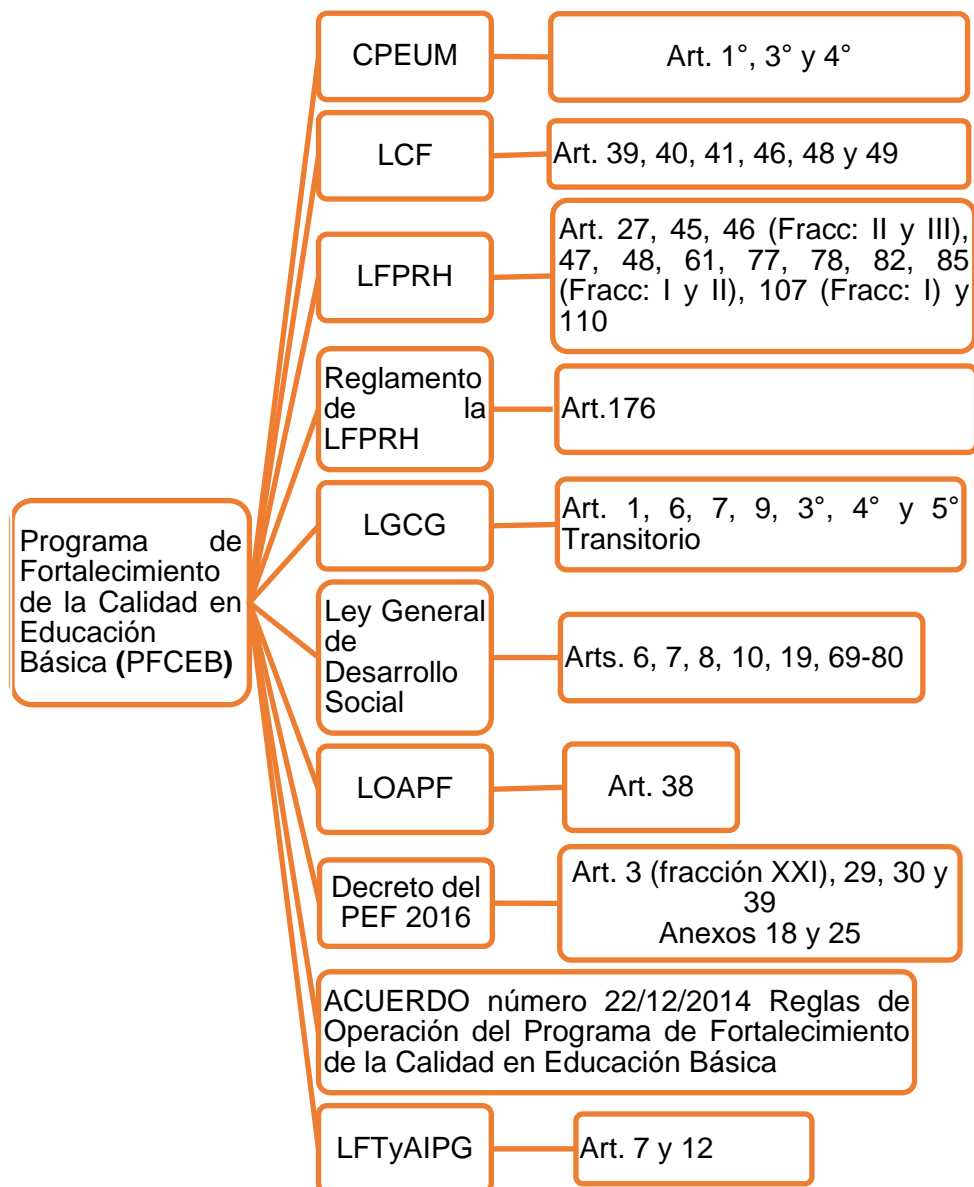 CPEUM
Art. 1°, 3° y 4°
LCF
Art. 39, 40, 41, 46, 48 y 49
LFPRH
Art. 27, 45, 46 (Fracc: II y III),
47, 48, 61, 77, 78, 82, 85
(Fracc: I y II), 107 (Fracc: I) y
110
Reglamento
de la
LFPRH
Art.176
LGCG
Art. 1, 6, 7, 9, 3°, 4° y 5°
Transitorio
Programa de
Fortalecimiento
de la Calidad en
Educación
Básica (PFCEB)
Ley General
de
Desarrollo
Social
Arts. 6, 7, 8, 10, 19, 69-80
LOAPF
Art. 38
Decreto del
PEF 2016
Art. 3 (fracción XXI), 29, 30 y
39
Anexos 18 y 25
ACUERDO número 22/12/2014 Reglas de
Operación del Programa de Fortalecimiento
de la Calidad en Educación Básica
LFTyAIPG
Art. 7 y 12